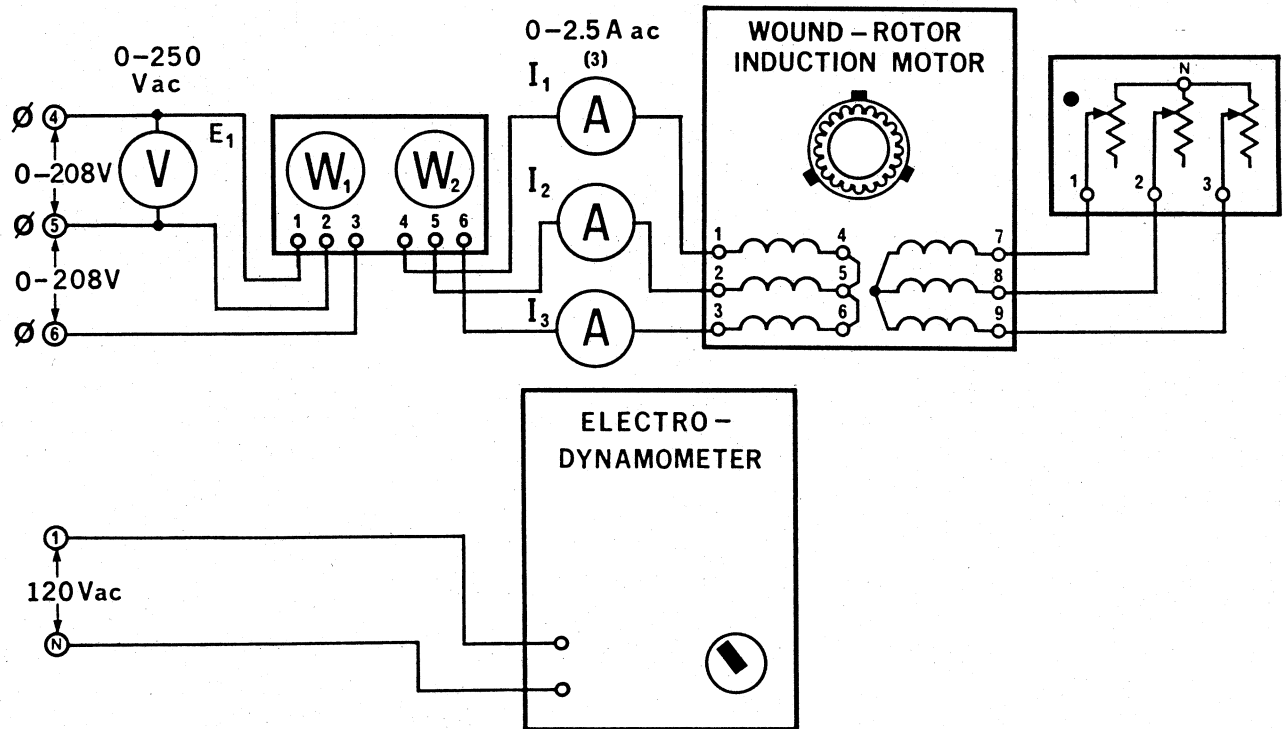 0-250
Vac
Ø 4
0-208V
Ø 5
0-208V
Ø 6
V
E1
W1 W2
1 2 3 4 5 6
0-2.5 A ac
(3)
I1 A
I2 A
I3 A
WOUND-ROTOR
INDUCTION MOTOR
1 4 7
2 5 8
3 6 9
N
1 2 3
ELECTRO-
DYNAMOMETER
1
120 Vac
N